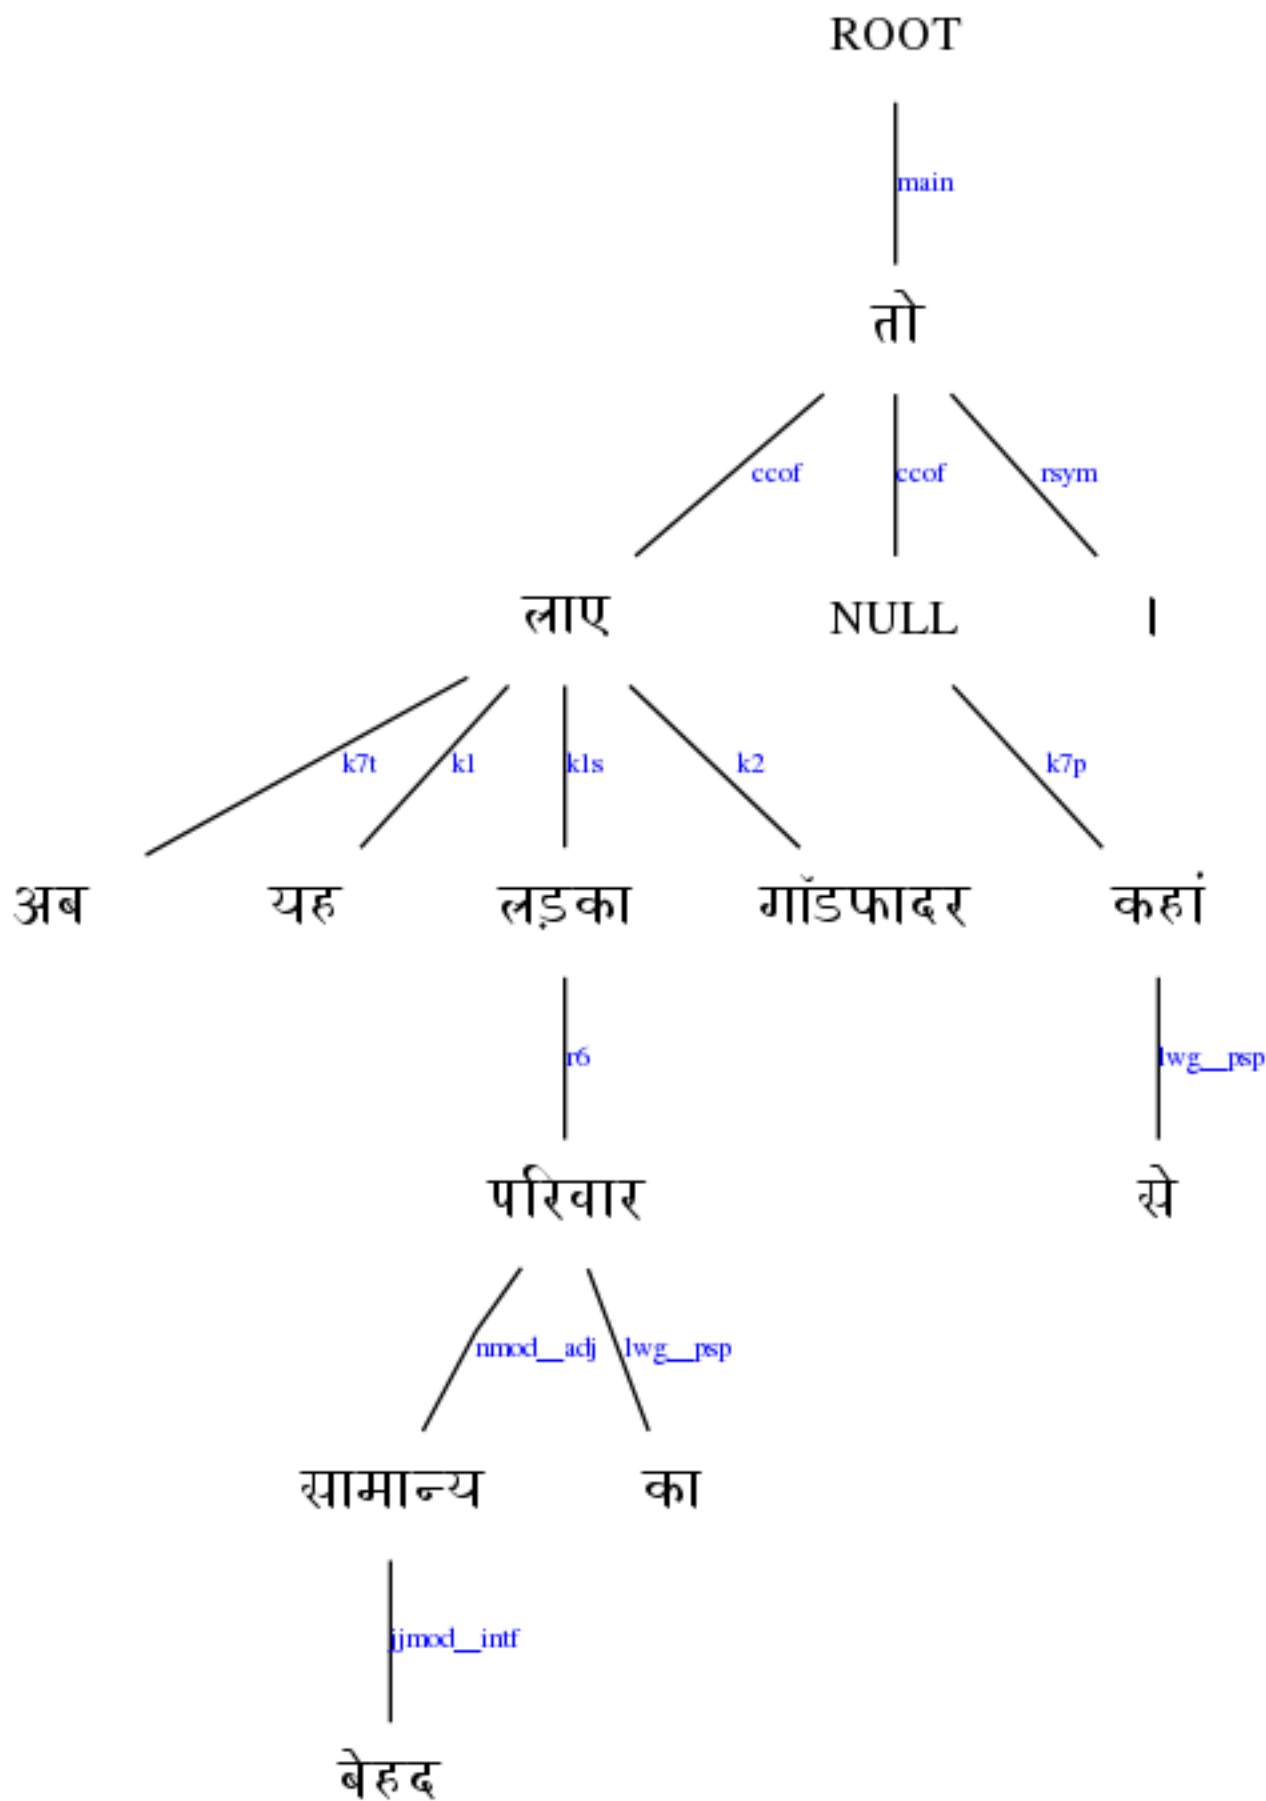 ROOT
main
तो
ccof ccof rsym
लाए NULL ।
k7t k1 k1s k2 k7p
अब यह लड़का गॉडफादर कहां
r6 lwg__psp
परिवार से
nmod__adj lwg__psp
सामान्य का
jjmod__intf
बेहद